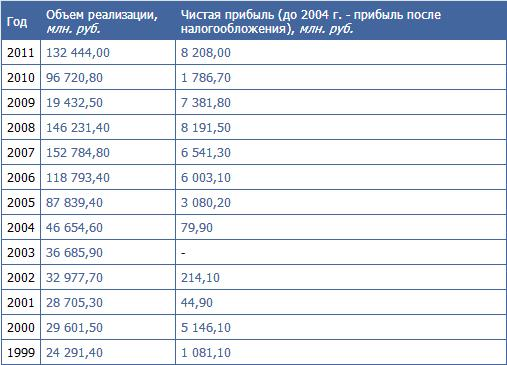 Год Объем реализации, млн. руб. Чистая прибыль (до 2004 г. - прибыль после налогообложения), млн. руб.
2011 132 444,00 8 208,00
2010 96 720,80 1 786,70
2009 19 432,50 7 381,80
2008 146 231,40 8 191,50
2007 152 784,80 6 541,30
2006 118 793,40 6 003,10
2005 87 839,40 3 080,20
2004 46 654,60 79,90
2003 36 685,90 -
2002 32 977,70 214,10
2001 28 705,30 44,90
2000 29 601,50 5 146,10
1999 24 291,40 1 081,10